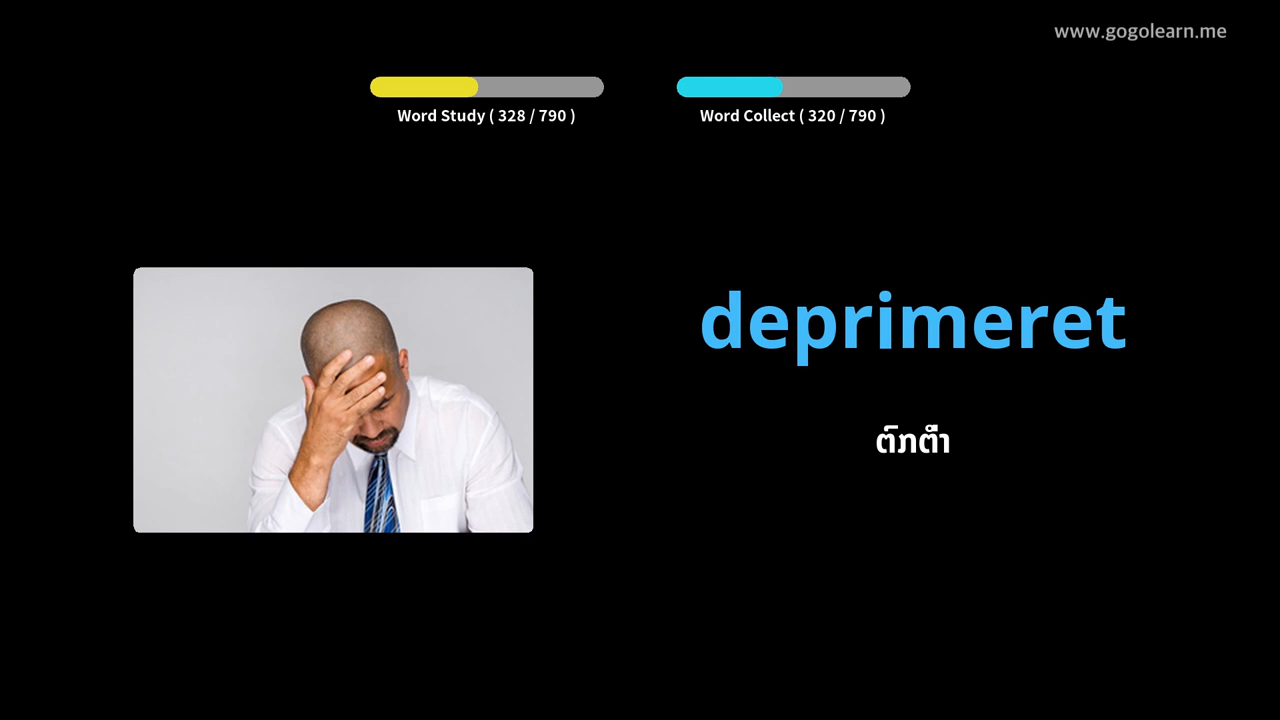 www.gogolearn.me
Word Study ( 328 / 790 )
Word Collect ( 320 / 790 )
deprimeret
ຕົກຕໍ່າ